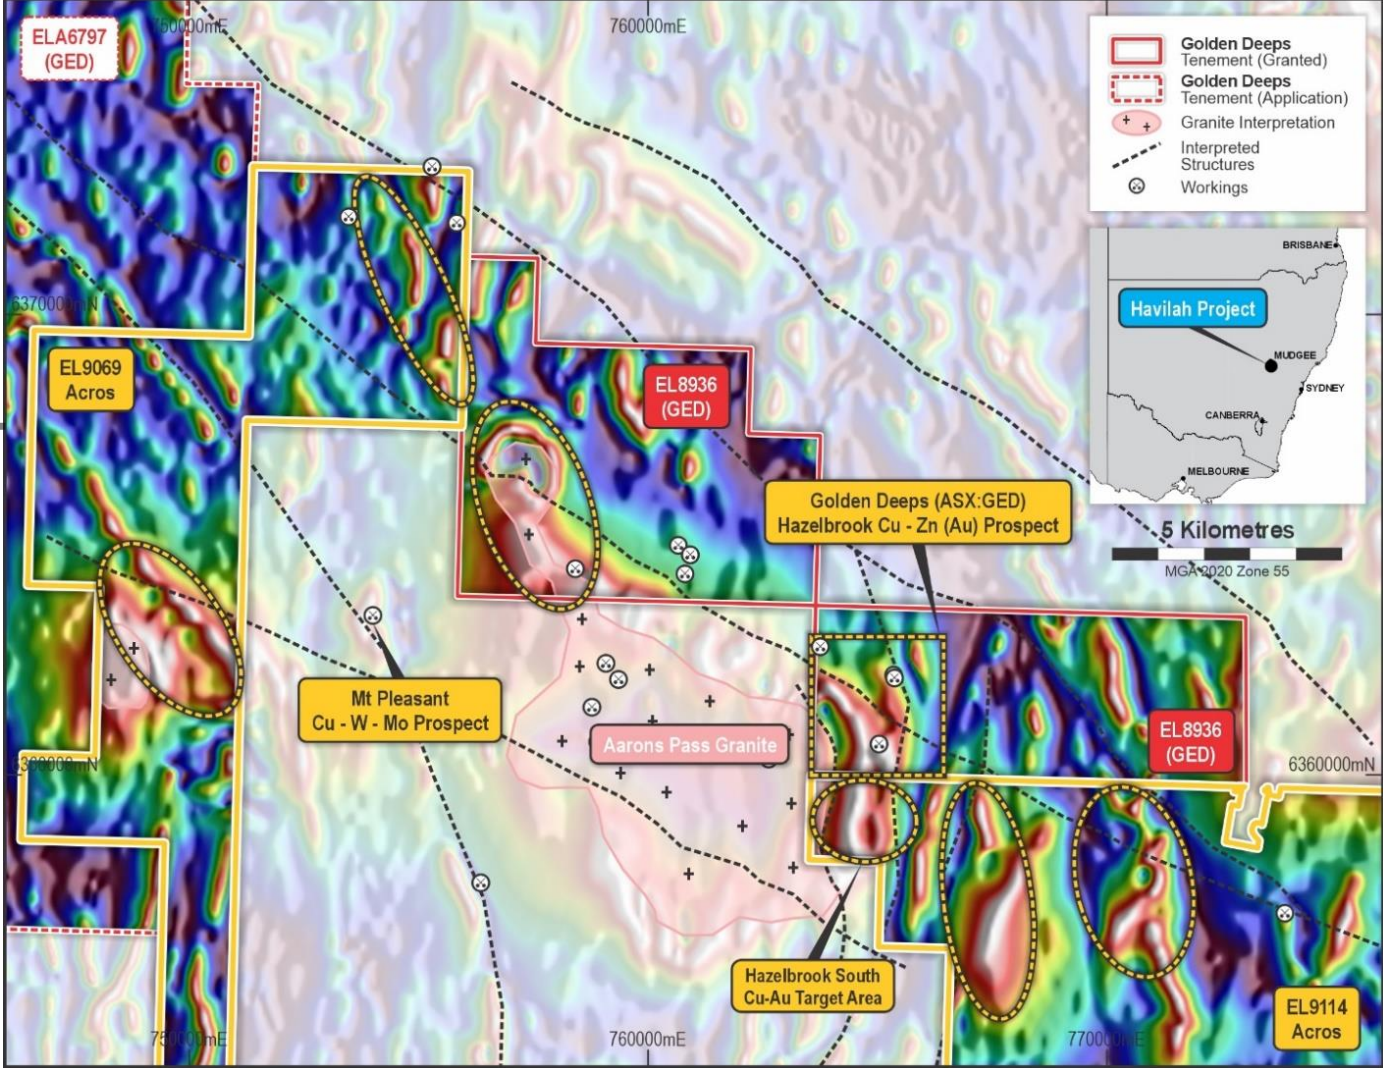 ELA6797
(GED)
750000mE
760000mE
Golden Deeps
Tenement (Granted)
Golden Deeps
Tenement (Application)
Granite Interpretation
Interpreted
Structures
Workings
BRISBANE
Havilah Project
MUDGEE
SYDNEY
CANBERRA
MELBOURNE
6370000mN
EL9069
Acros
EL8936
(GED)
Golden Deeps (ASX:GED)
Hazelbrook Cu - Zn (Au) Prospect
5 Kilometres
MGA 2020 Zone 55
Mt Pleasant
Cu - W - Mo Prospect
Aarons Pass Granite
EL8936
(GED)
6360000mN
6360000mN
Hazelbrook South
Cu-Au Target Area
EL9114
Acros
750000mE
760000mE
770000mE